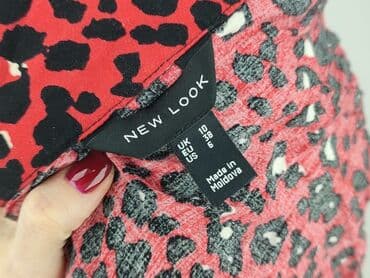 NEW LOOK
UK 10
EU 38
US 6
Made in
Moldova